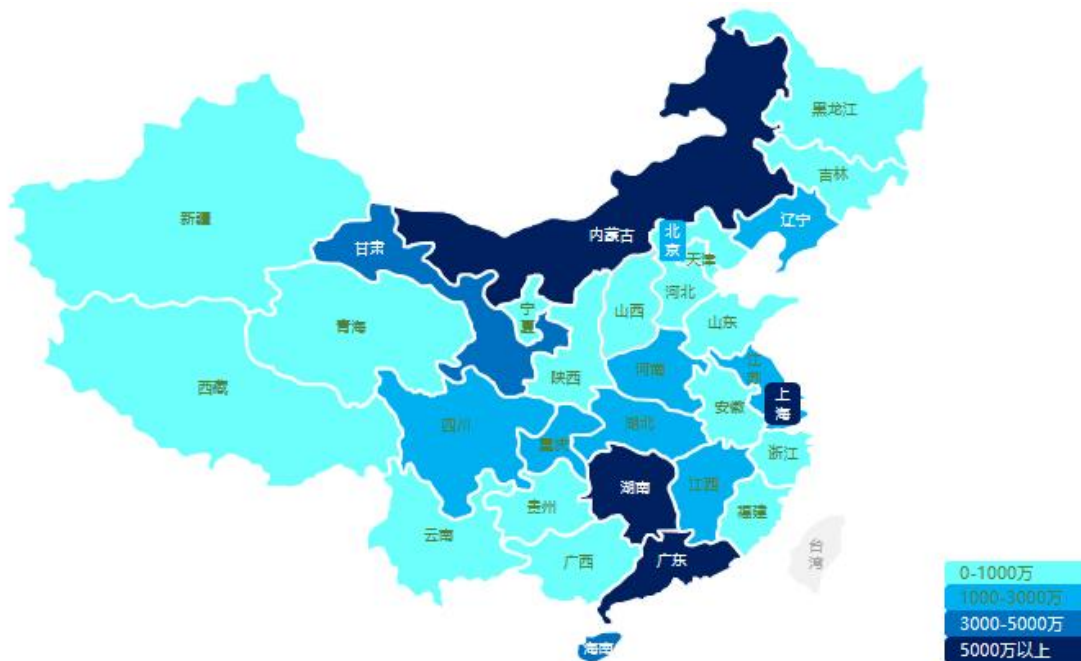 黑龙江
吉林
辽宁
新疆
甘肃
内蒙古
北京
天津
河北
宁夏
山西
山东
青海
西藏
陕西
河南
江苏
上海
安徽
四川
重庆
湖北
浙江
湖南
江西
贵州
福建
云南
广西
广东
台湾
海南
0-1000万
1000-3000万
3000-5000万
5000万以上